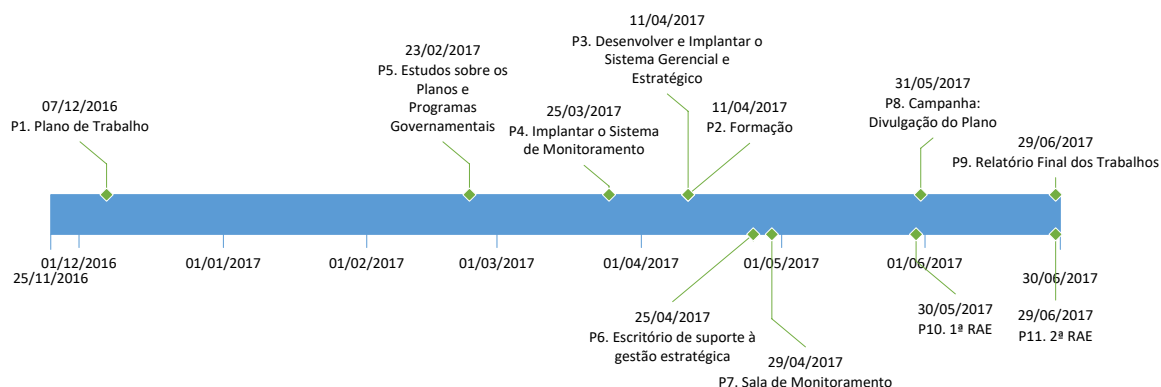 11/04/2017
P3. Desenvolver e Implantar o
Sistema Gerencial e
Estratégico
23/02/2017
P5. Estudos sobre os
Planos e
Programas
Governamentais
31/05/2017
P8. Campanha:
Divulgação do Plano
07/12/2016
P1. Plano de Trabalho
25/03/2017
P4. Implantar o Sistema
de Monitoramento
11/04/2017
P2. Formação
29/06/2017
P9. Relatório Final dos Trabalhos
01/12/2016
01/01/2017
01/02/2017
01/03/2017
01/04/2017
01/05/2017
01/06/2017
25/11/2016
30/06/2017
25/04/2017
P6. Escritório de suporte à
gestão estratégica
30/05/2017
P10. 1ª RAE
29/06/2017
P11. 2ª RAE
29/04/2017
P7. Sala de Monitoramento